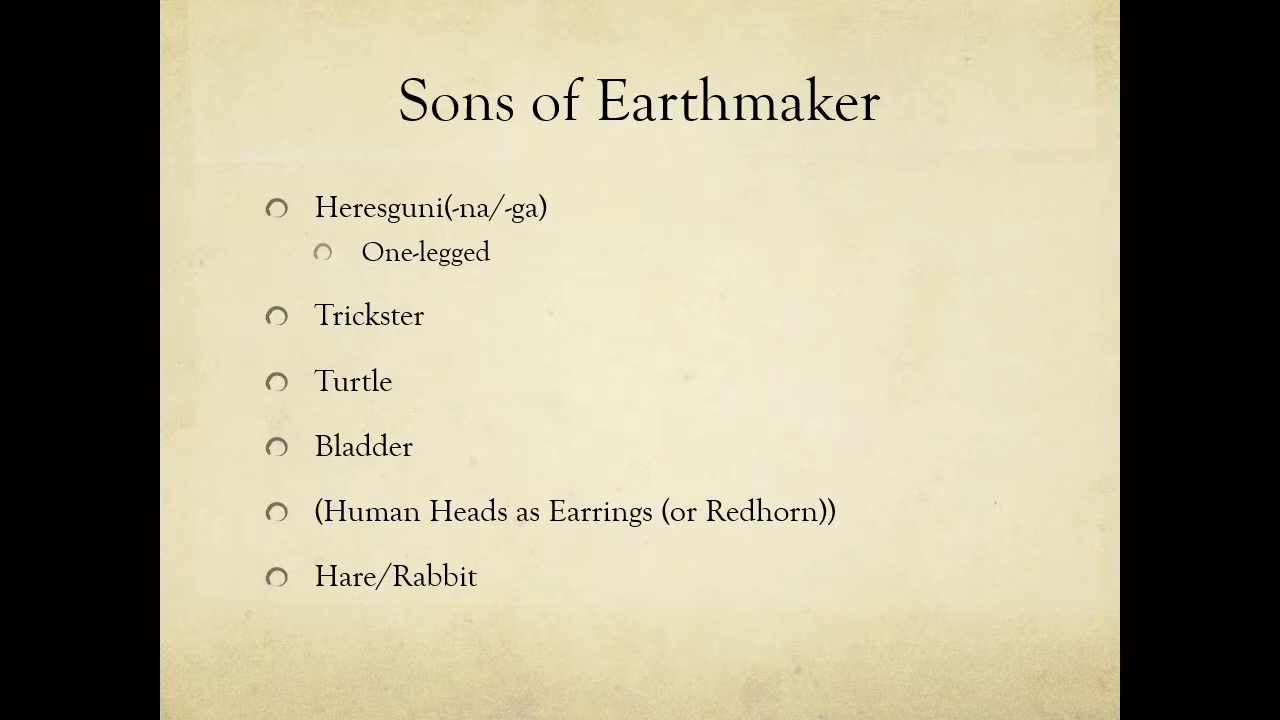 Sons of Earthmaker
Heresguni(-na/-ga)
One-legged
Trickster
Turtle
Bladder
(Human Heads as Earrings (or Redhorn))
Hare/Rabbit